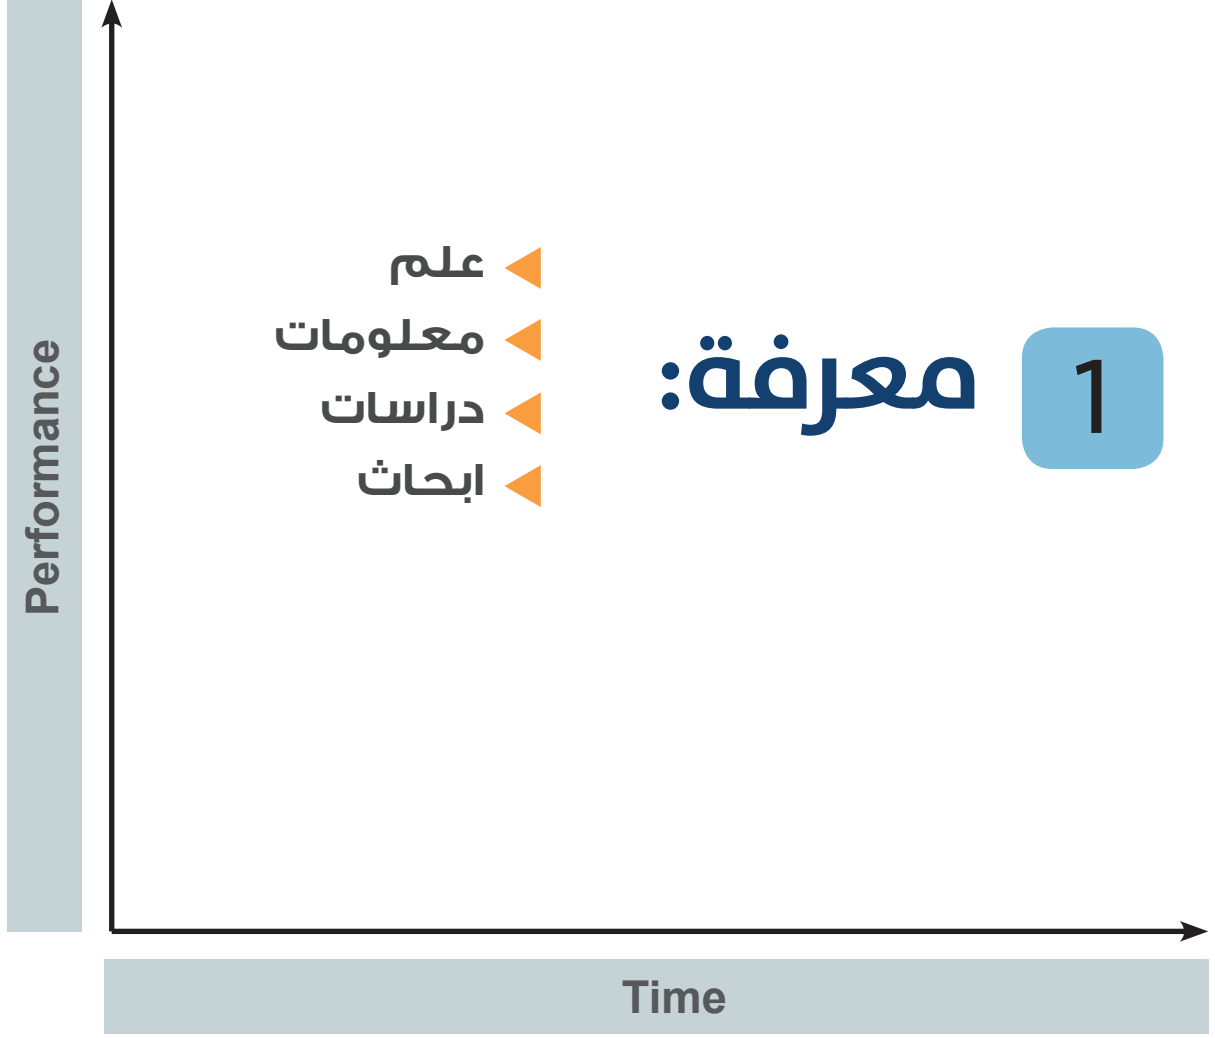 1 معرفة:
علم
معلومات
دراسات
ابحاث
Performance
Time